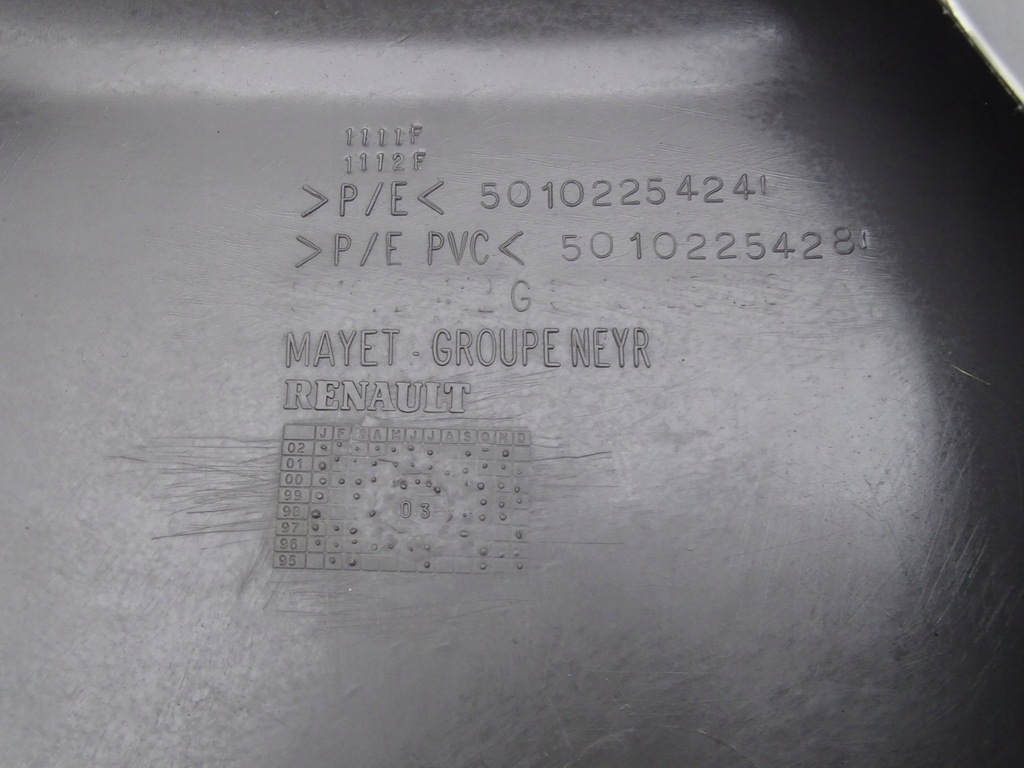 1111F
1112F
>P/E< 5010225424
>P/E PVC< 5010225428
G
MAYET - GROUPE NEYR
RENAULT
J F A M J J A S O N D
02
01
00
99
98
97
96
95
03